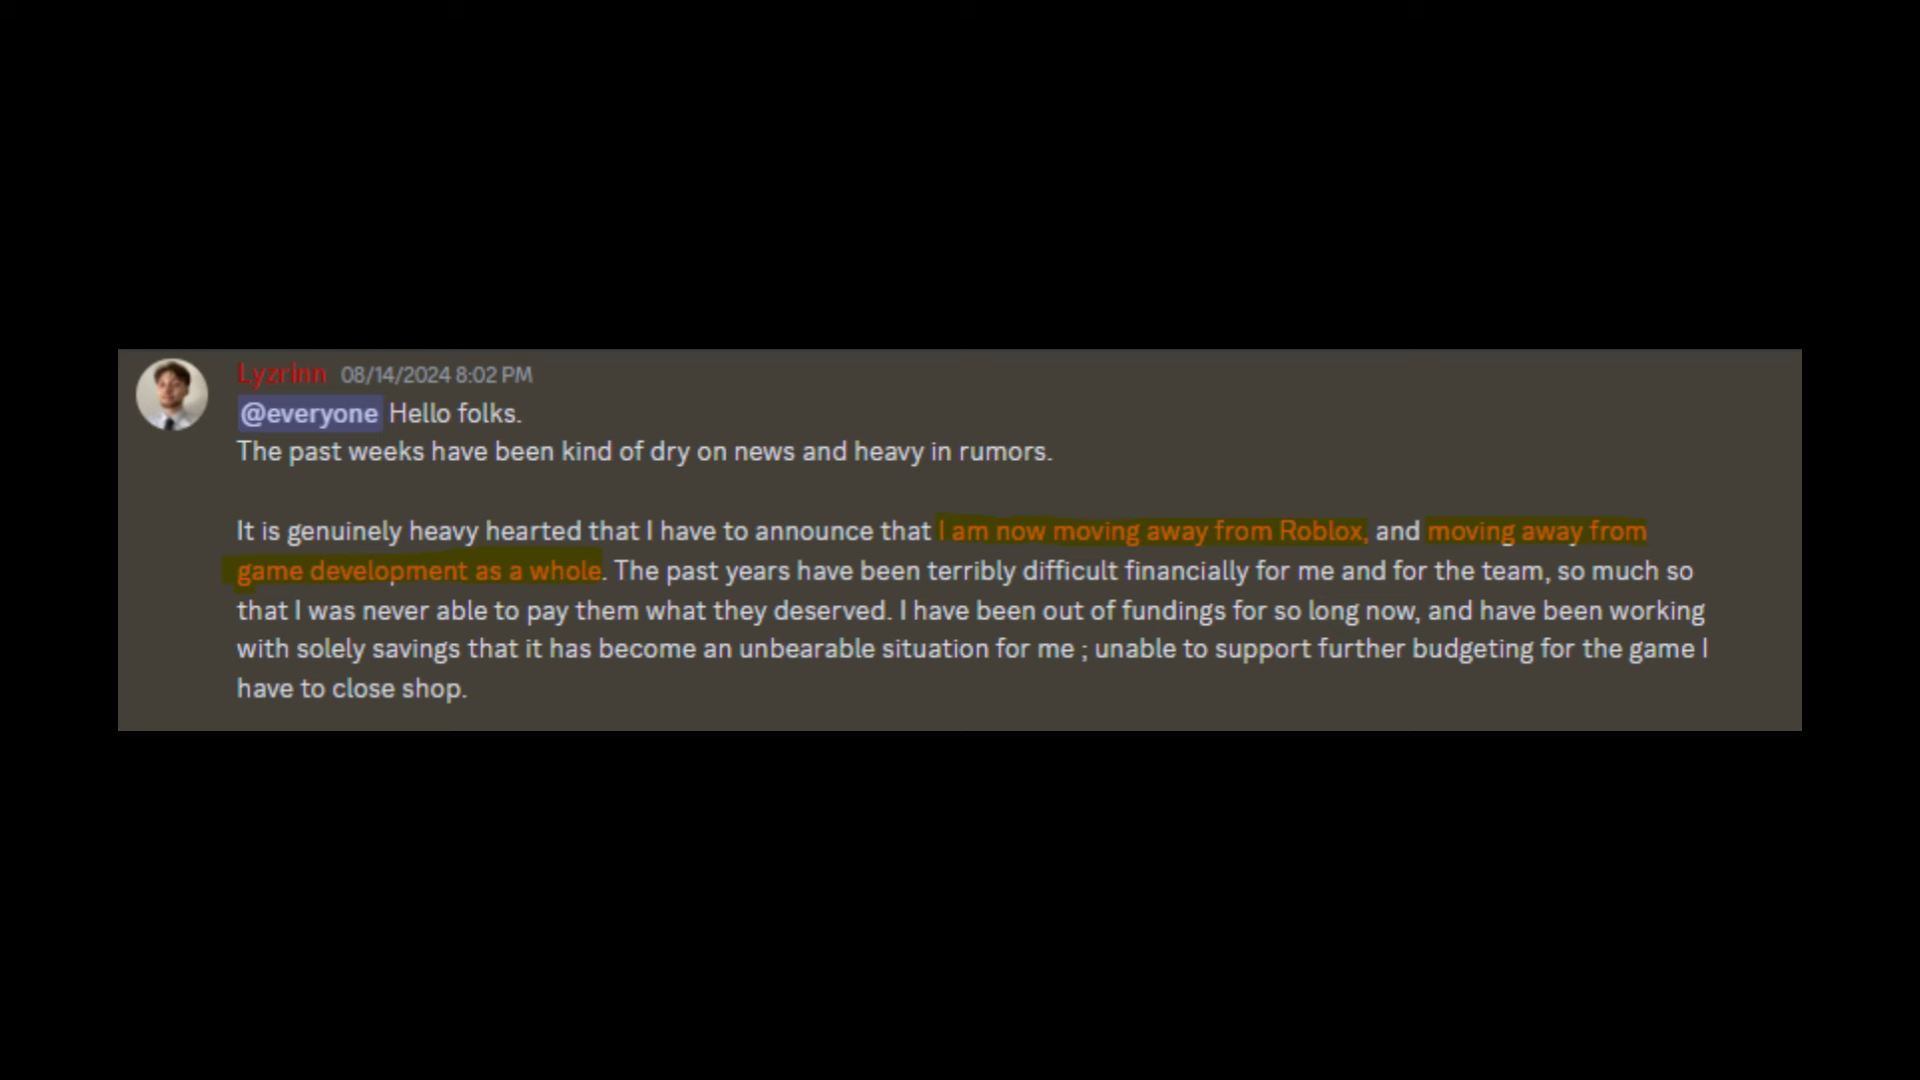 Lyzrinn 08/14/2024 8:02 PM
@everyone Hello folks.
The past weeks have been kind of dry on news and heavy in rumors.
It is genuinely heavy hearted that I have to announce that I am now moving away from Roblox, and moving away from
game development as a whole. The past years have been terribly difficult financially for me and for the team, so much so
that I was never able to pay them what they deserved. I have been out of fundings for so long now, and have been working
with solely savings that it has become an unbearable situation for me ; unable to support further budgeting for the game I
have to close shop.